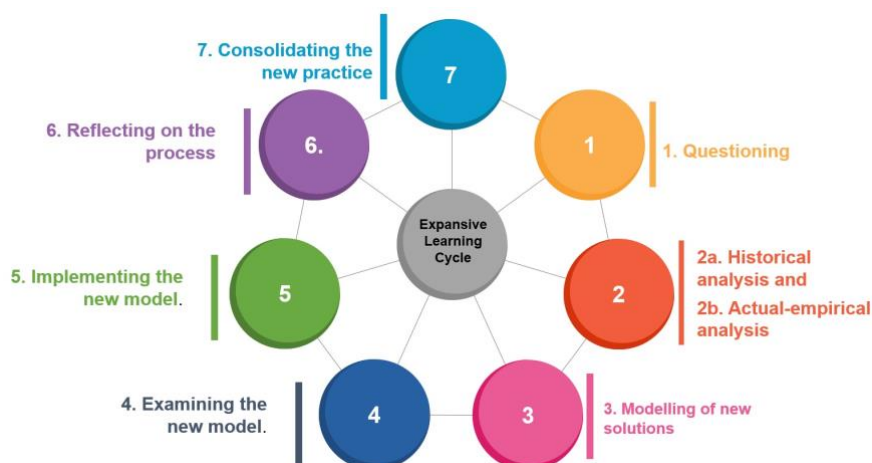 7. Consolidating the
new practice
7
6. Reflecting on the
process
6.
1
1. Questioning
Expansive
Learning
Cycle
5. Implementing the
new model.
5
2
2a. Historical
analysis and
2b. Actual-empirical
analysis
4. Examining the
new model.
4
3
3. Modelling of new
solutions